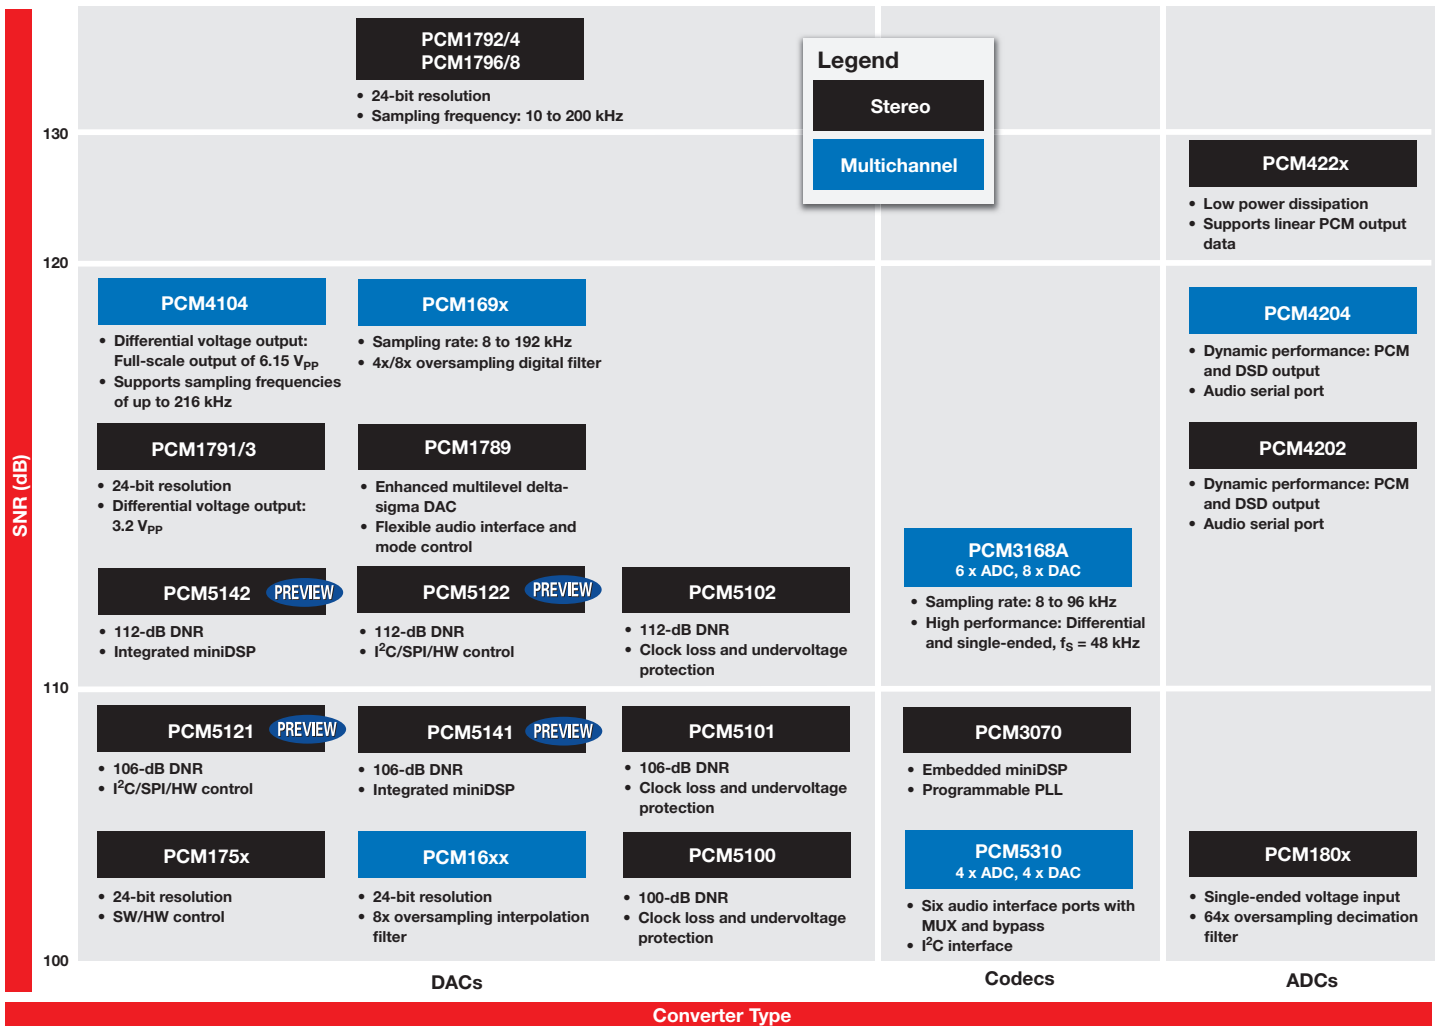 SNR (dB)
130
120
110
100
PCM1792/4
PCM1796/8
• 24-bit resolution
• Sampling frequency: 10 to 200 kHz
Legend
Stereo
Multichannel
PCM422x
• Low power dissipation
• Supports linear PCM output
data
PCM4104
• Differential voltage output:
Full-scale output of 6.15 VPP
• Supports sampling frequencies
of up to 216 kHz
PCM169x
• Sampling rate: 8 to 192 kHz
• 4x/8x oversampling digital filter
PCM4204
• Dynamic performance: PCM
and DSD output
• Audio serial port
PCM1791/3
• 24-bit resolution
• Differential voltage output:
3.2 VPP
PCM1789
• Enhanced multilevel delta-
sigma DAC
• Flexible audio interface and
mode control
PCM4202
• Dynamic performance: PCM
and DSD output
• Audio serial port
PCM5142 PREVIEW
• 112-dB DNR
• Integrated miniDSP
PCM5122 PREVIEW
• 112-dB DNR
• I2C/SPI/HW control
PCM5102
• 112-dB DNR
• Clock loss and undervoltage
protection
PCM3168A
6 x ADC, 8 x DAC
• Sampling rate: 8 to 96 kHz
• High performance: Differential
and single-ended, fS = 48 kHz
PCM5121 PREVIEW
• 106-dB DNR
• I2C/SPI/HW control
PCM5141 PREVIEW
• 106-dB DNR
• Integrated miniDSP
PCM5101
• 106-dB DNR
• Clock loss and undervoltage
protection
PCM3070
• Embedded miniDSP
• Programmable PLL
PCM175x
• 24-bit resolution
• SW/HW control
PCM16xx
• 24-bit resolution
• 8x oversampling interpolation
filter
PCM5100
• 100-dB DNR
• Clock loss and undervoltage
protection
PCM5310
4 x ADC, 4 x DAC
• Six audio interface ports with
MUX and bypass
• I2C interface
PCM180x
• Single-ended voltage input
• 64x oversampling decimation
filter
DACs
Codecs
ADCs
Converter Type